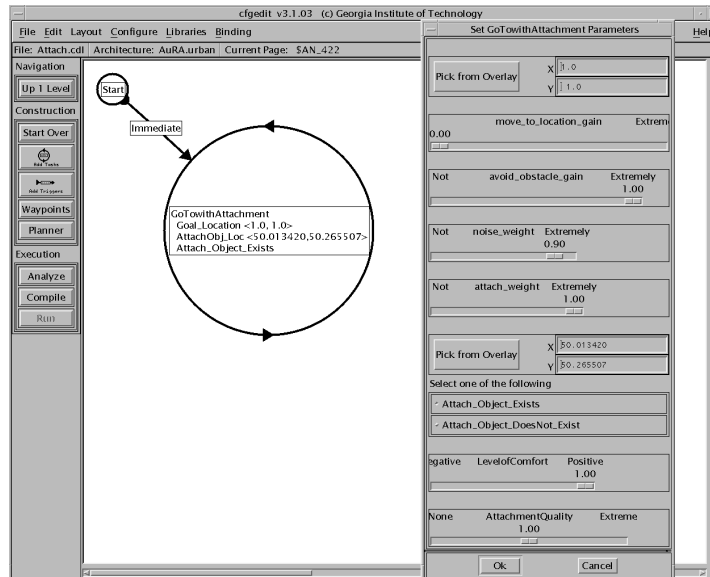 cfgedit v3.1.03 (c) Georgia Institute of Technology
File Edit Layout Configure Libraries Binding Help
File: Attach.cdl Architecture: AuRA.urban Current Page: $AN_422
Navigation
Up 1 Level
Construction
Start Over
Add Tasks
Add Triggers
Waypoints
Planner
Execution
Analyze
Compile
Run
Start
Immediate
GoTowithAttachment
Goal_Location <1.0, 1.0>
AttachObj_Loc <50.013420,50.265507>
Attach_Object_Exists
Set GoTowithAttachment Parameters
Pick from Overlay
X 1.0
Y 1.0
move_to_location_gain Extrem
0.00
Not avoid_obstacle_gain Extremely
1.00
Not noise_weight Extremely
0.90
Not attach_weight Extremely
1.00
Pick from Overlay
X 50.013420
Y 50.265507
Select one of the following
Attach_Object_Exists
Attach_Object_DoesNot_Exist
egative LevelofComfort Positive
1.00
None AttachmentQuality Extreme
1.00
Ok Cancel